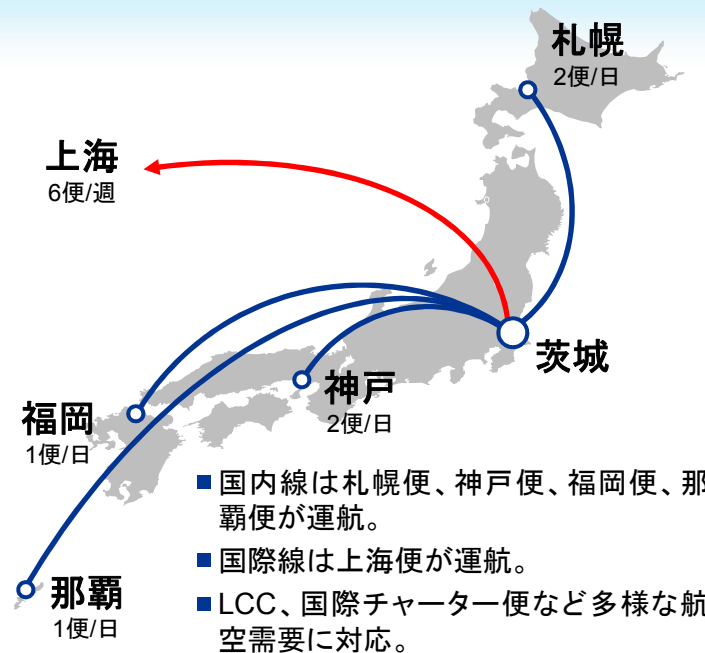 札幌
2便/日
上海
6便/週
茨城
神戸
2便/日
福岡
1便/日
那覇
1便/日
■国内線は札幌便、神戸便、福岡便、那
覇便が運航。
■国際線は上海便が運航。
■LCC、国際チャーター便など多様な航
空需要に対応。